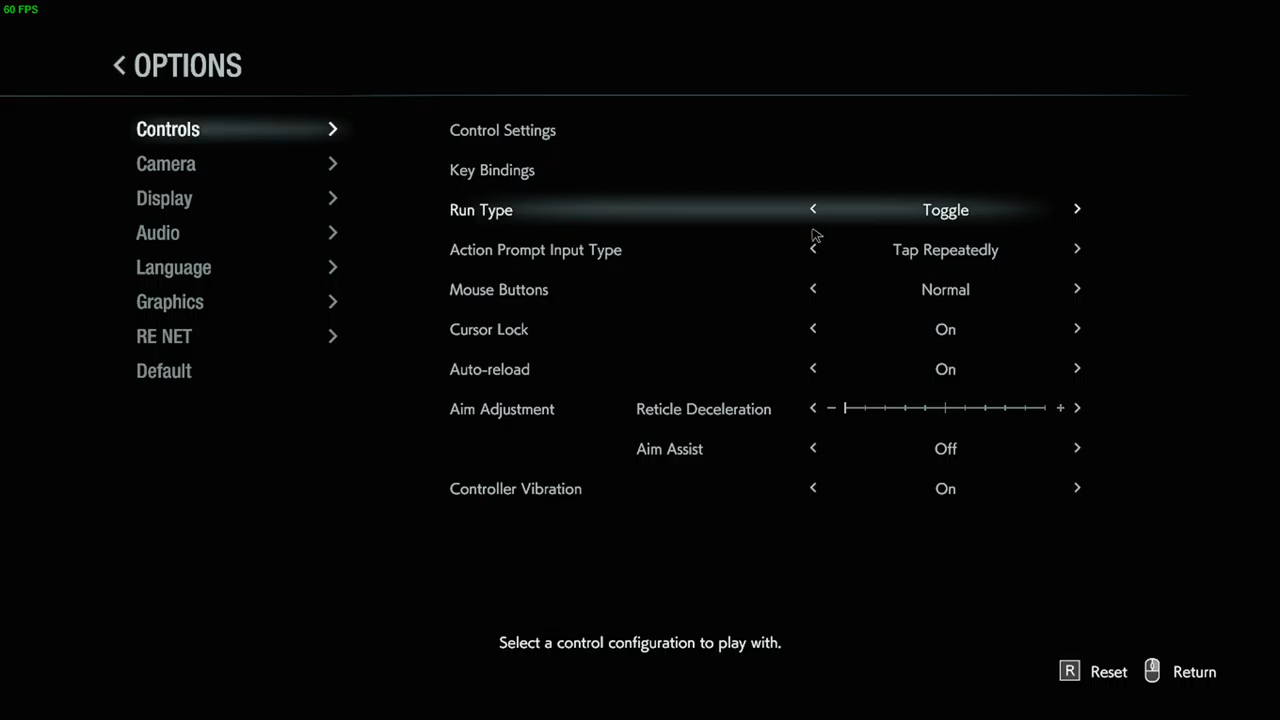 60 FPS
OPTIONS
Controls
Camera
Display
Audio
Language
Graphics
RE NET
Default
Control Settings
Key Bindings
Run Type Toggle
Action Prompt Input Type Tap Repeatedly
Mouse Buttons Normal
Cursor Lock On
Auto-reload On
Aim Adjustment Reticle Deceleration
Aim Assist Off
Controller Vibration On
Select a control configuration to play with.
R Reset Return